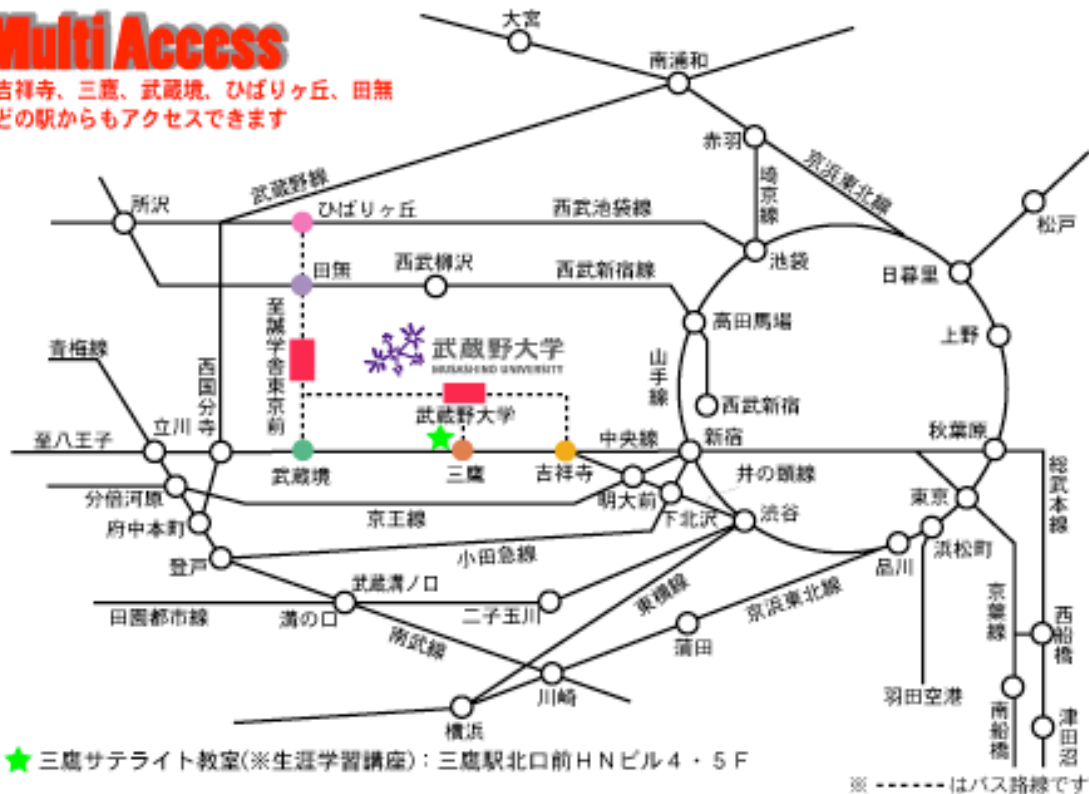 Multi Access
吉祥寺、三鷹、武蔵境、ひばりヶ丘、田無
どの駅からもアクセスできます
大宮
南浦和
赤羽
埼京線
京浜東北線
武蔵野線
所沢
ひばりヶ丘
西武池袋線
池袋
松戸
日暮里
田無
西武柳沢
西武新宿線
高田馬場
上野
至誠学舎東京前
武蔵野大学
MUSASHINO UNIVERSITY
青梅線
西国分寺
山手線
武蔵野大学
西武新宿
立川
至八王子
中央線
新宿
秋葉原
武蔵境
三鷹
吉祥寺
井の頭線
総武本線
分倍河原
明大前
東京
京王線
下北沢
渋谷
府中本町
浜松町
小田急線
登戸
品川
武蔵溝ノ口
東横線
京浜東北線
京葉線
西船橋
田園都市線
溝の口
二子玉川
南武線
蒲田
川崎
羽田空港
南船橋
津田沼
横浜
★ 三鷹サテライト教室(※生涯学習講座)：三鷹駅北口前HNビル4・5F
※ ------ はバス路線です